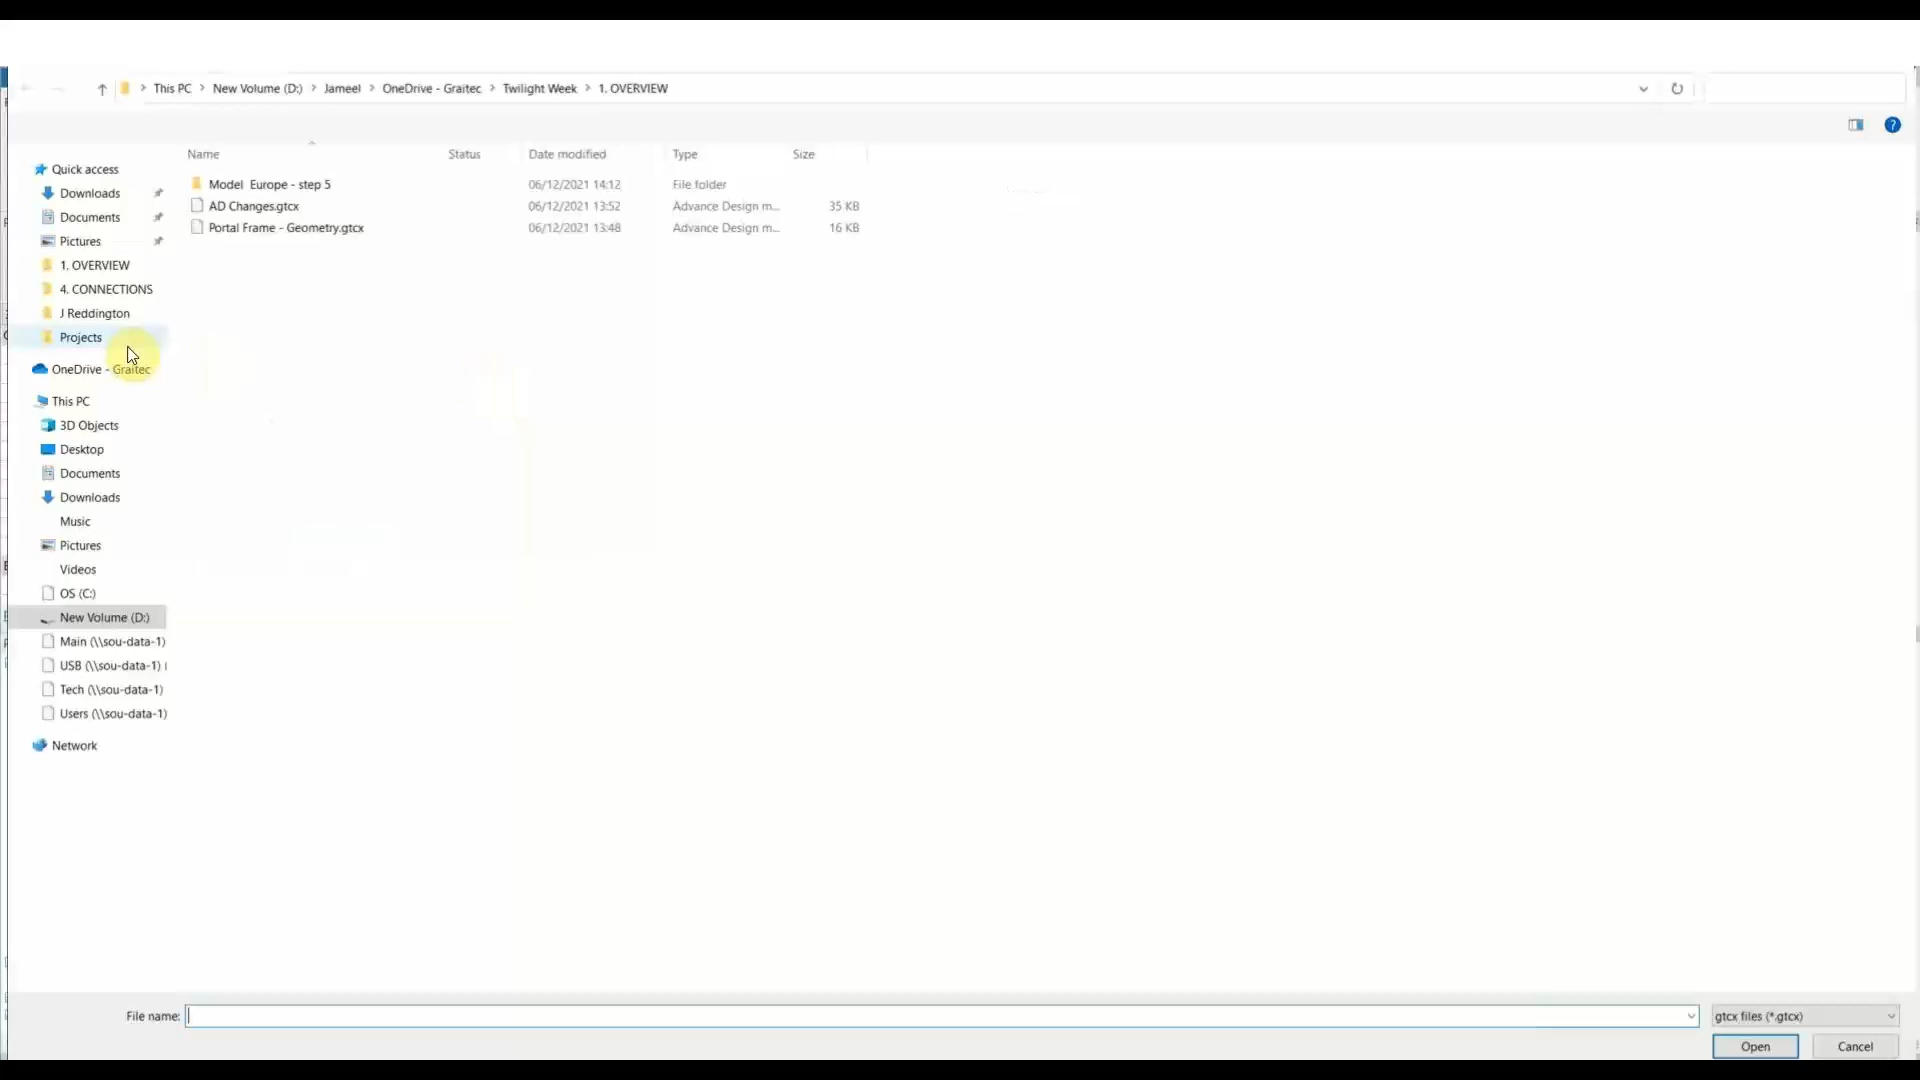 This PC > New Volume (D:) > Jameel > OneDrive - Graitec > Twilight Week > 1. OVERVIEW
?
Name Status Date modified Type Size
Quick access
Downloads
Documents
Pictures
1. OVERVIEW
4. CONNECTIONS
J Reddington
Projects
OneDrive - Graitec
This PC
3D Objects
Desktop
Documents
Downloads
Music
Pictures
Videos
OS (C:)
New Volume (D:)
Main (\\sou-data-1)
USB (\\sou-data-1) (
Tech (\\sou-data-1)
Users (\\sou-data-1)
Network
Model Europe - step 5 06/12/2021 14:12 File folder
AD Changes.gtcx 06/12/2021 13:52 Advance Design m... 35 KB
Portal Frame - Geometry.gtcx 06/12/2021 13:48 Advance Design m... 16 KB
File name:
gtcx files (*.gtcx)
Open Cancel